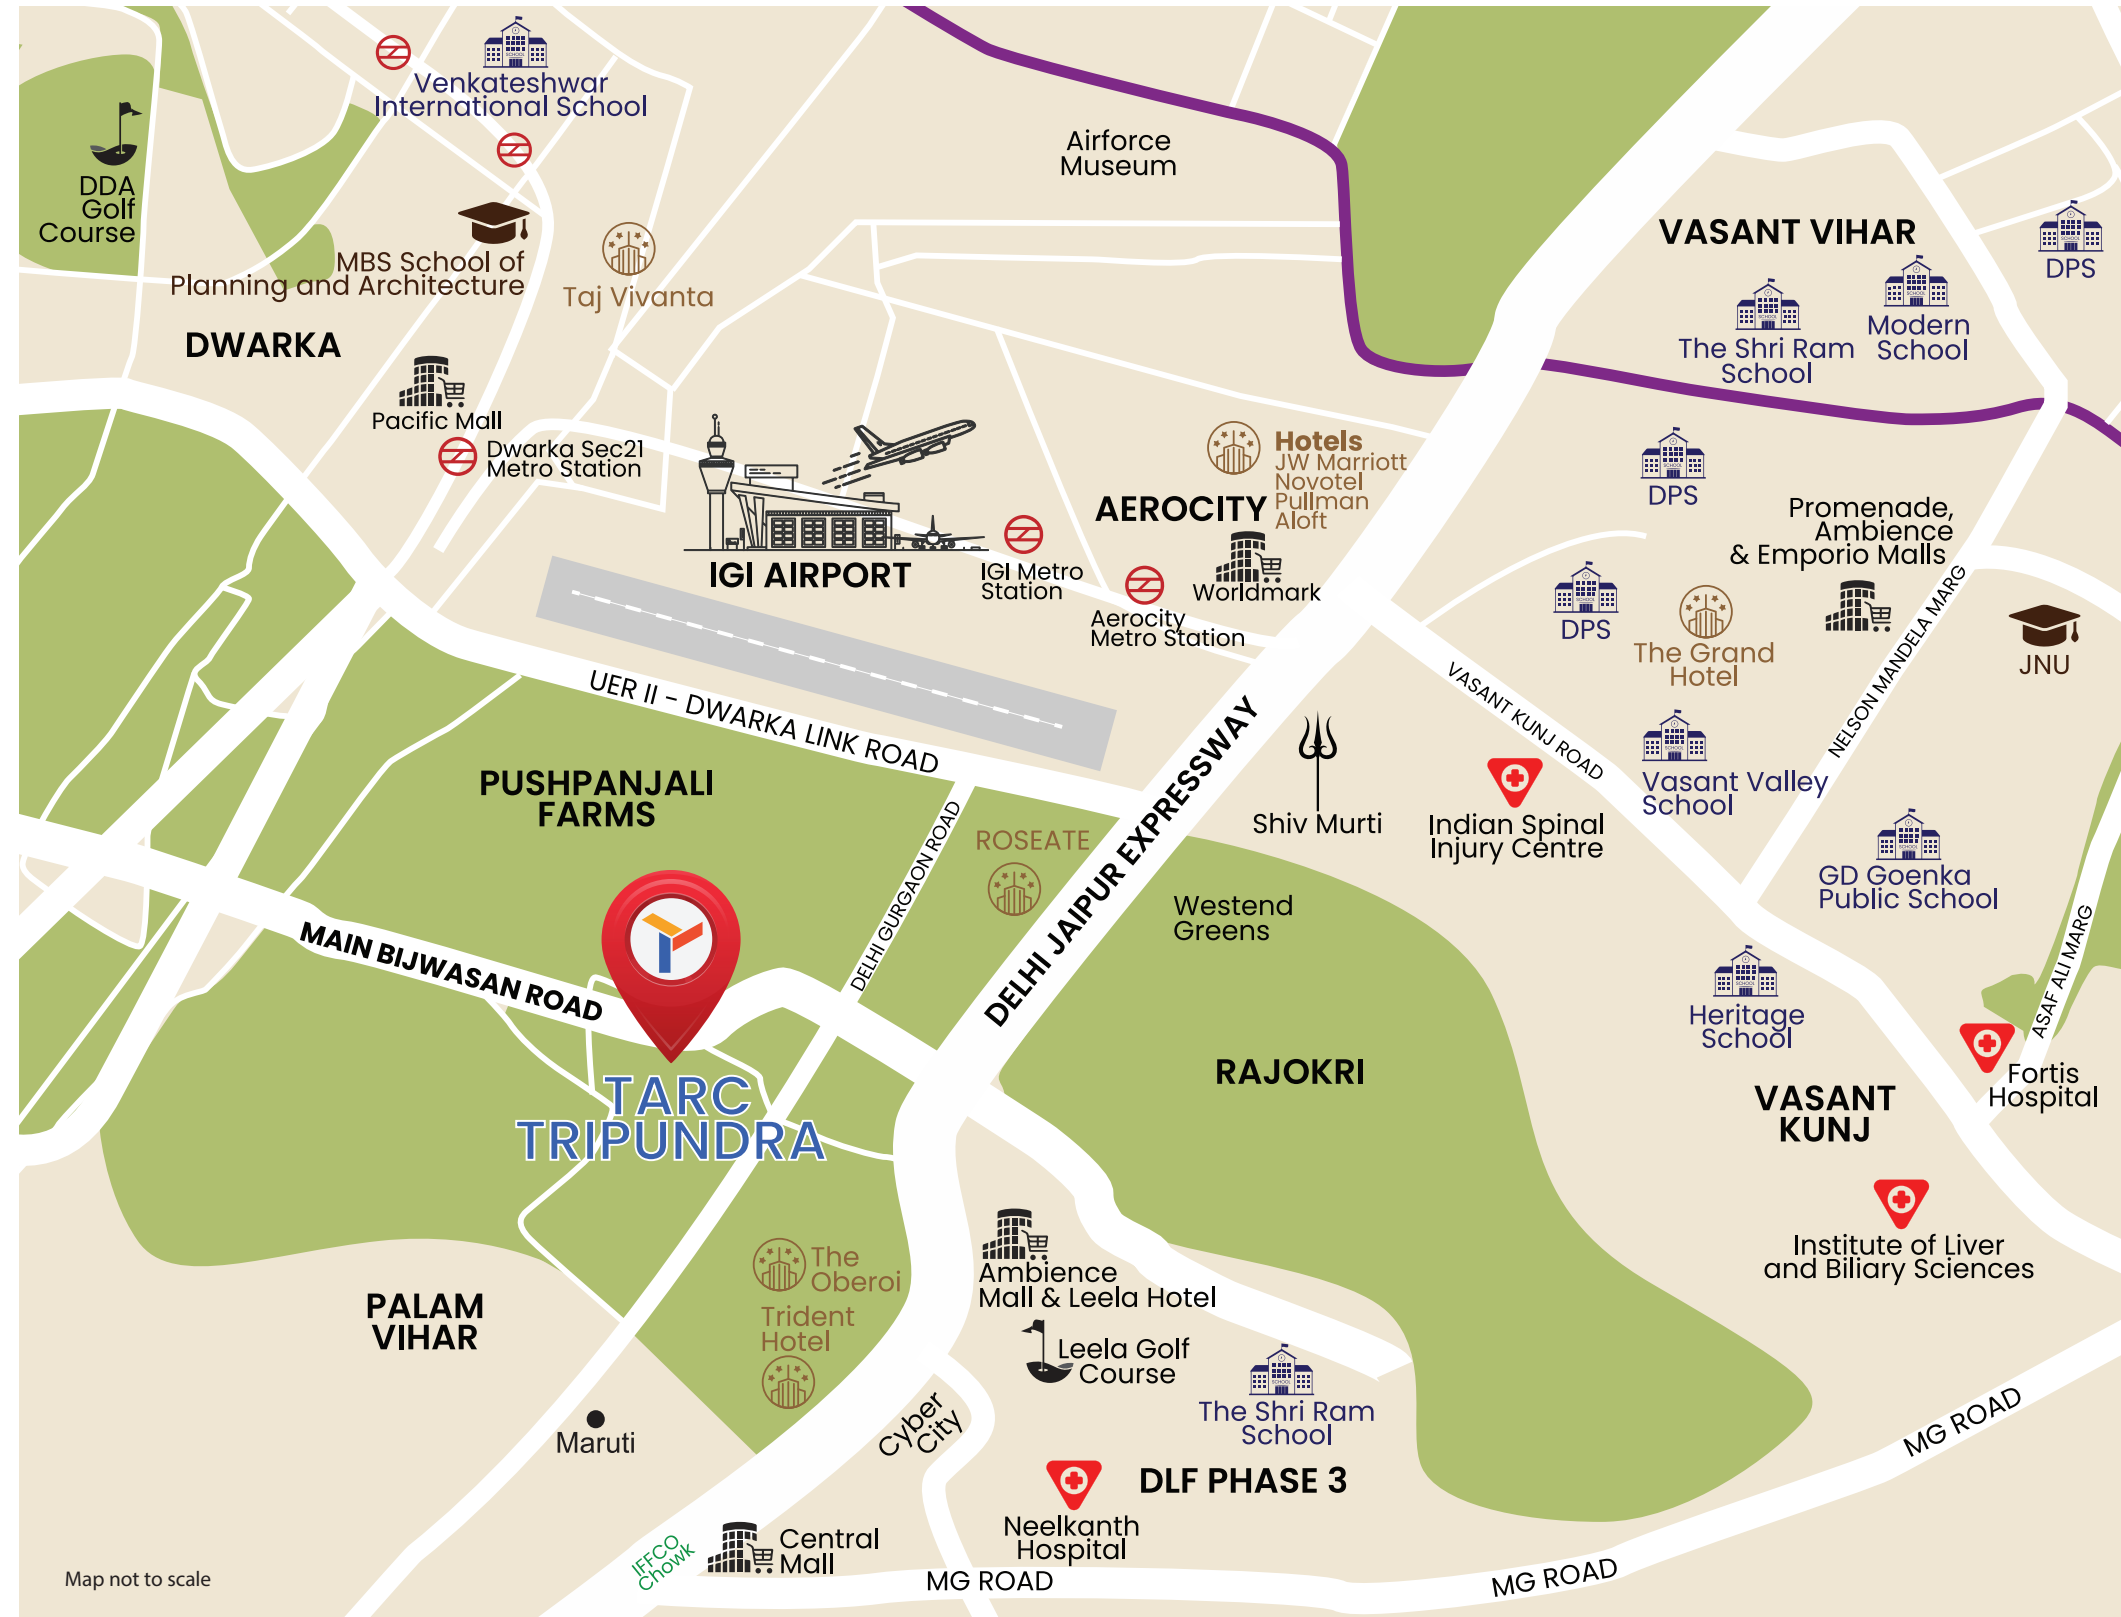 Venkateshwar
International School
DDA
Golf
Course
MBS School of
Planning and Architecture
Taj Vivanta
DWARKA
Pacific Mall
Dwarka Sec21
Metro Station
Airforce
Museum
VASANT VIHAR
DPS
The Shri Ram
School
Modern
School
IGI AIRPORT
IGI Metro
Station
AEROCITY
Hotels
JW Marriott
Novotel
Pullman
Aloft
Worldmark
Aerocity
Metro Station
DPS
DPS
Promenade,
Ambience
& Emporio Malls
The Grand
Hotel
JNU
NELSON MANDELA MARG
VASANT KUNJ ROAD
UER II - DWARKA LINK ROAD
DELHI JAIPUR EXPRESSWAY
Shiv Murti
Indian Spinal
Injury Centre
Vasant Valley
School
GD Goenka
Public School
PUSHPANJALI
FARMS
ROSEATE
DELHI GURGAON ROAD
Westend
Greens
MAIN BIJWASAN ROAD
TARC
TRIPUNDRA
RAJOKRI
Heritage
School
ASAF ALI MARG
Fortis
Hospital
VASANT
KUNJ
Institute of Liver
and Biliary Sciences
PALAM
VIHAR
The
Oberoi
Trident
Hotel
Ambience
Mall & Leela Hotel
Leela Golf
Course
The Shri Ram
School
Maruti
Cyber
City
DLF PHASE 3
Neelkanth
Hospital
IFFCO
Chowk
Central
Mall
MG ROAD
MG ROAD
MG ROAD
Map not to scale